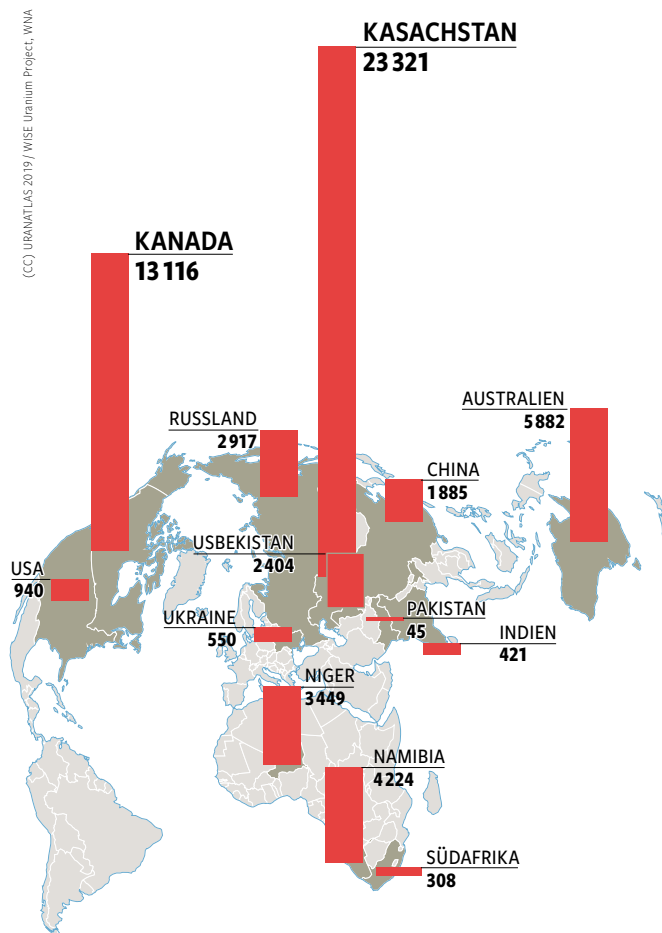 (CC) URANATLAS 2019 / WISE Uranium Project, WNA
KASACHSTAN
23 321
KANADA
13 116
AUSTRALIEN
5 882
RUSSLAND
2 917
CHINA
1 885
USBEKISTAN
2 404
USA
940
PAKISTAN
45
UKRAINE
550
INDIEN
421
NIGER
3 449
NAMIBIA
4 224
SÜDAFRIKA
308